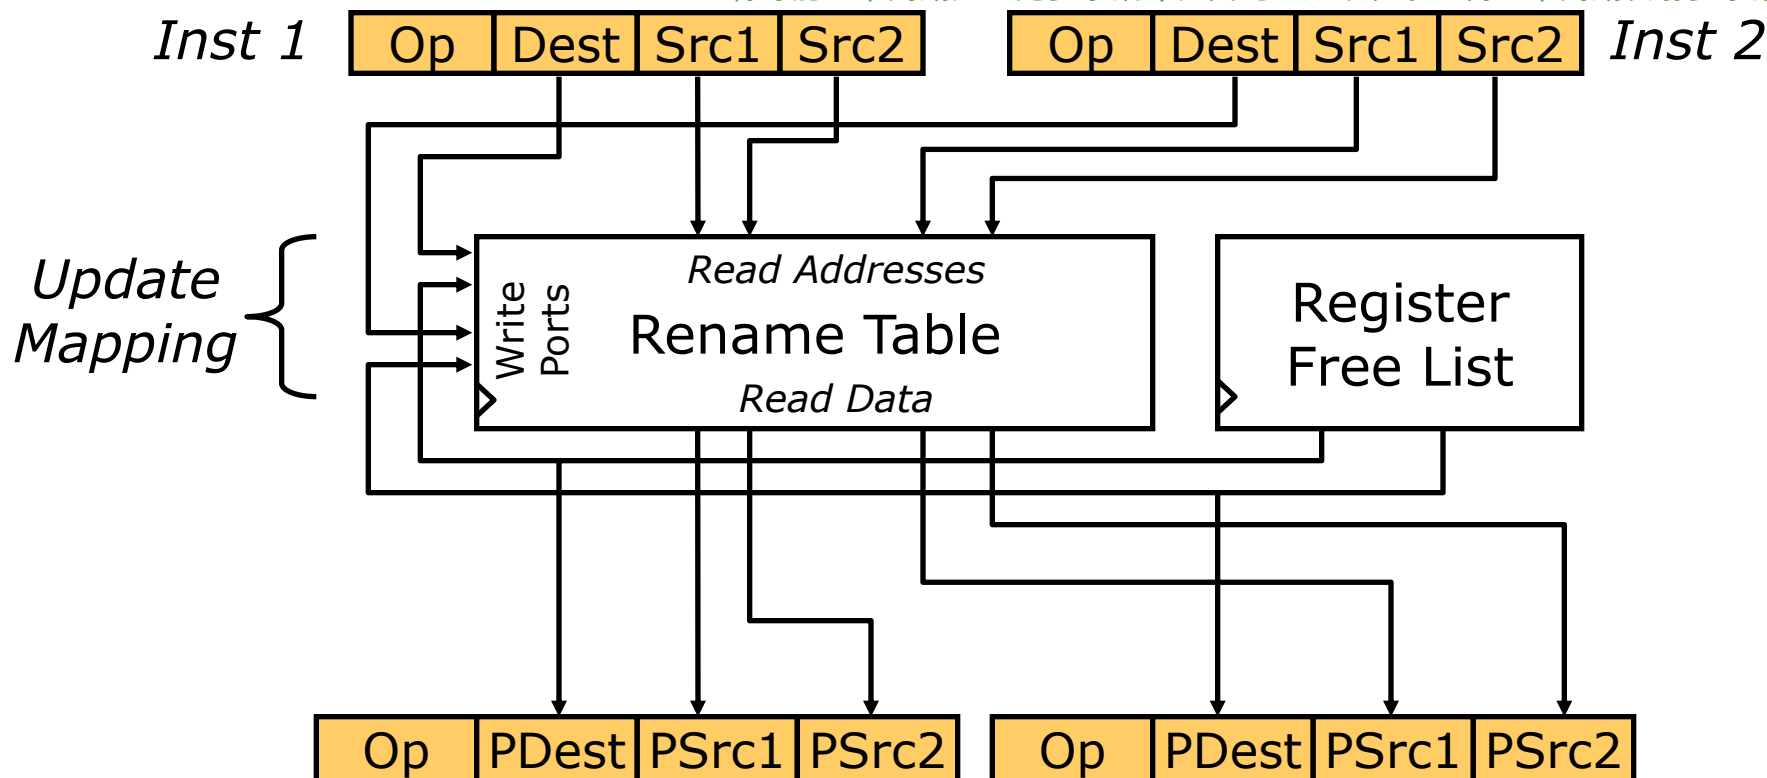 Inst 1 Op Dest Src1 Src2 Op Dest Src1 Src2 Inst 2
Update
Mapping
Write
Ports
Read Addresses
Rename Table
Read Data
Register
Free List
Op PDest PSrc1 PSrc2 Op PDest PSrc1 PSrc2